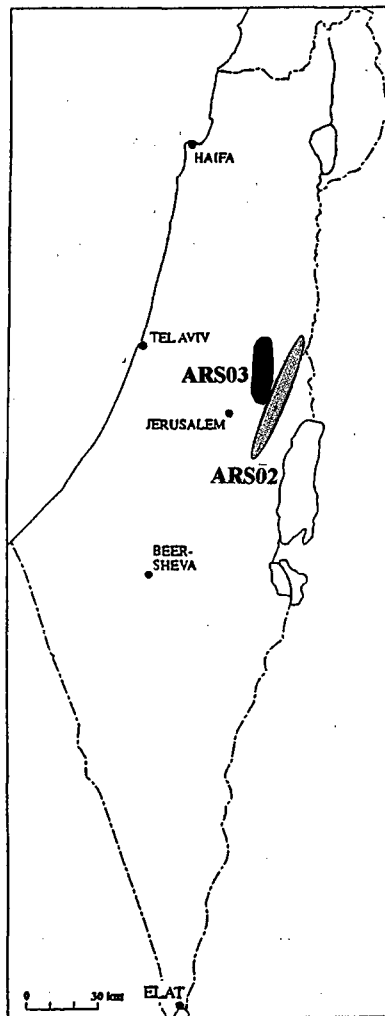 HAIFA
TEL AVIV
ARS03
JERUSALEM
ARS02
BEER-
SHEVA
0 30 km
ELAT